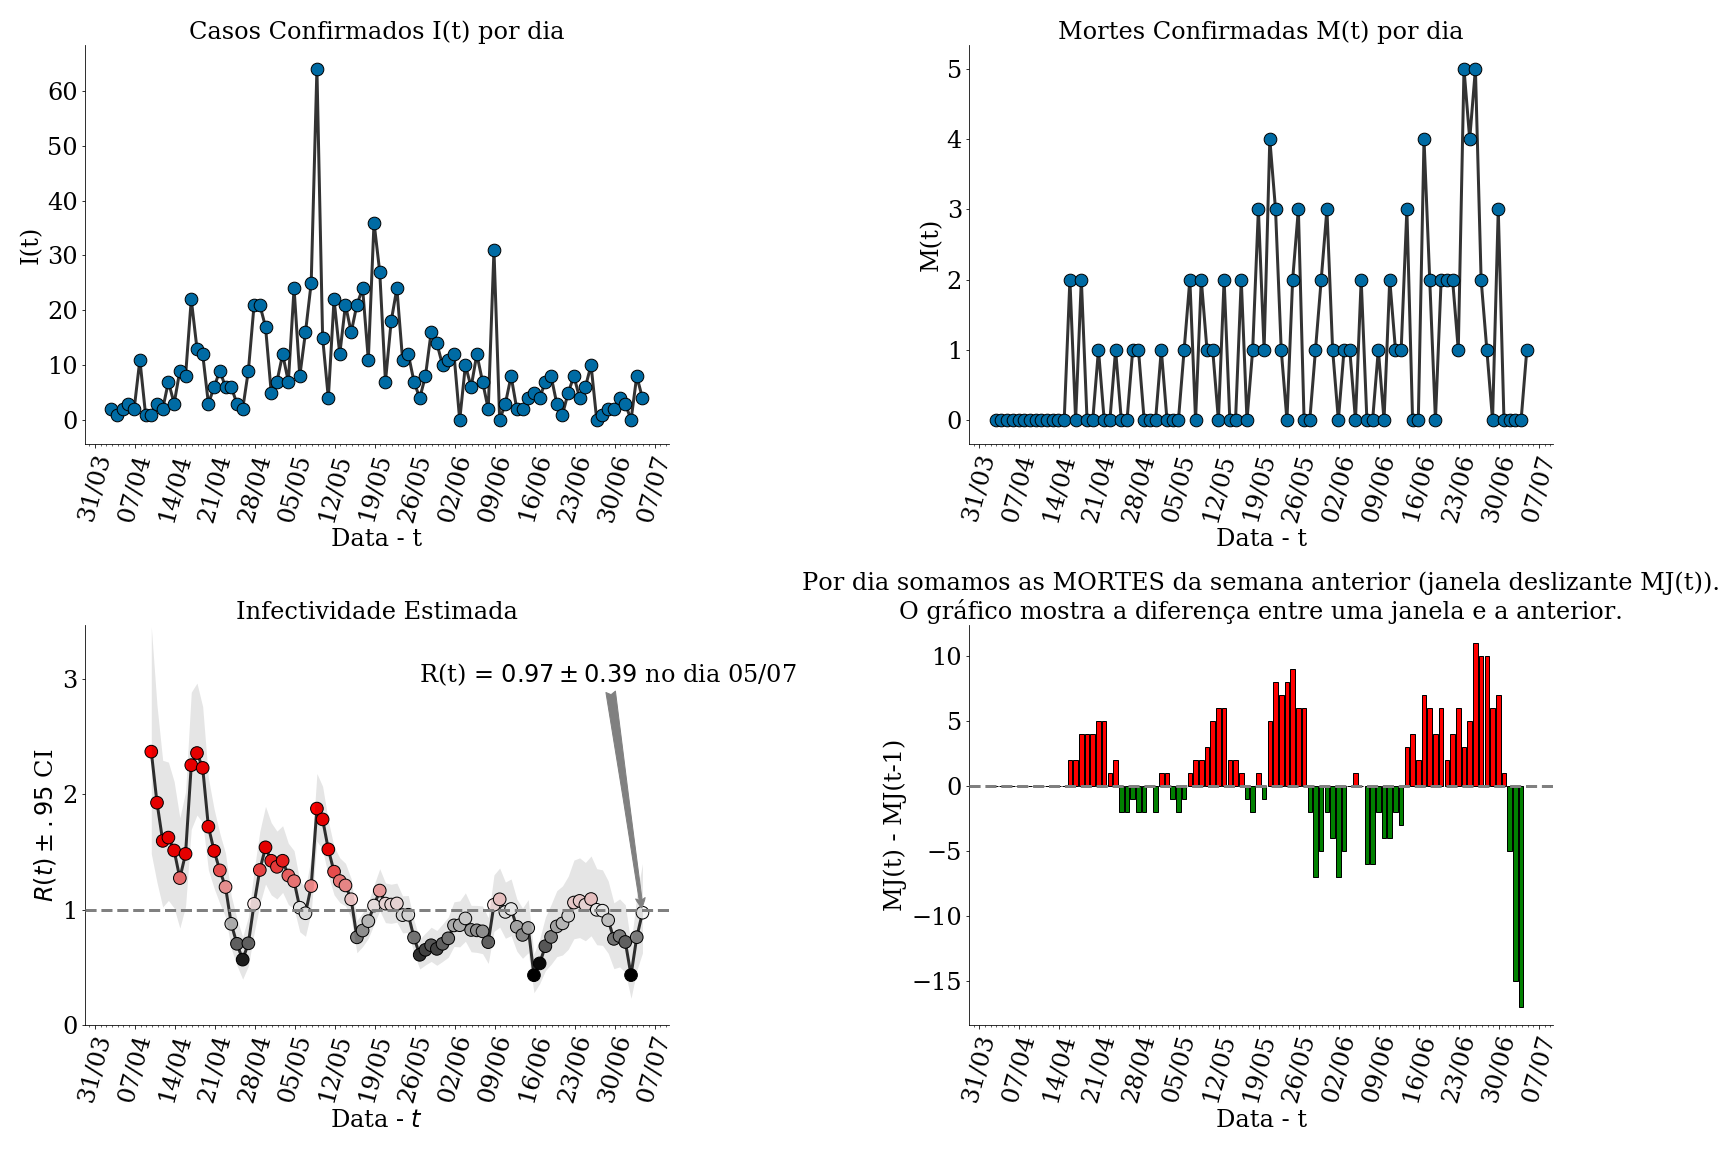 Casos Confirmados I(t) por dia
I(t)
60
50
40
30
20
10
0
31/03 07/04 14/04 21/04 28/04 05/05 12/05 19/05 26/05 02/06 09/06 16/06 23/06 30/06 07/07
Data - t
Mortes Confirmadas M(t) por dia
M(t)
5
4
3
2
1
0
31/03 07/04 14/04 21/04 28/04 05/05 12/05 19/05 26/05 02/06 09/06 16/06 23/06 30/06 07/07
Data - t
Infectividade Estimada
R(t) = 0.97 ± 0.39 no dia 05/07
R(t) ± .95 CI
3
2
1
0
31/03 07/04 14/04 21/04 28/04 05/05 12/05 19/05 26/05 02/06 09/06 16/06 23/06 30/06 07/07
Data - t
Por dia somamos as MORTES da semana anterior (janela deslizante MJ(t)).
O gráfico mostra a diferença entre uma janela e a anterior.
MJ(t) - MJ(t-1)
10
5
0
−5
−10
−15
31/03 07/04 14/04 21/04 28/04 05/05 12/05 19/05 26/05 02/06 09/06 16/06 23/06 30/06 07/07
Data - t